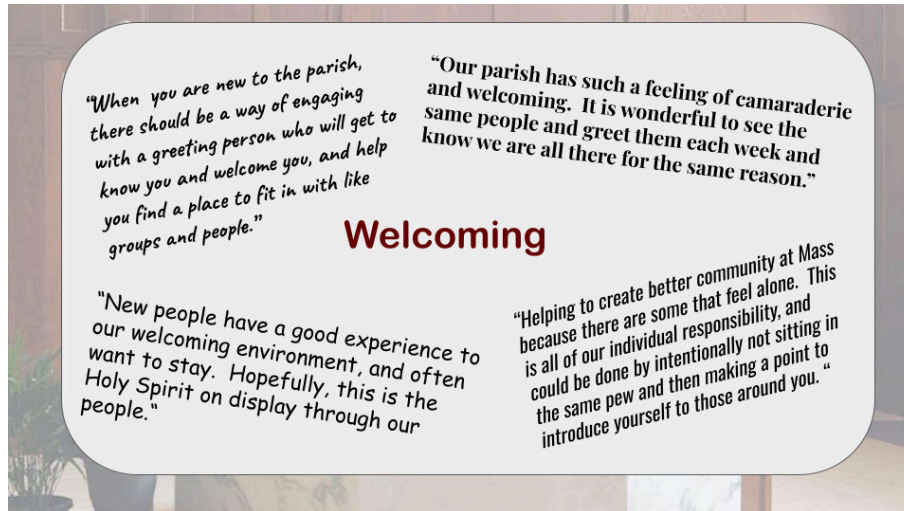 “When you are new to the parish,
there should be a way of engaging
with a greeting person who will get to
know you and welcome you, and help
you find a place to fit in with like
groups and people.”
“Our parish has such a feeling of camaraderie
and welcoming. It is wonderful to see the
same people and greet them each week and
know we are all there for the same reason.”
Welcoming
“New people have a good experience to
our welcoming environment, and often
want to stay. Hopefully, this is the
Holy Spirit on display through our
people.“
“Helping to create better community at Mass
because there are some that feel alone. This
is all of our individual responsibility, and
could be done by intentionally not sitting in
the same pew and then making a point to
introduce yourself to those around you. “